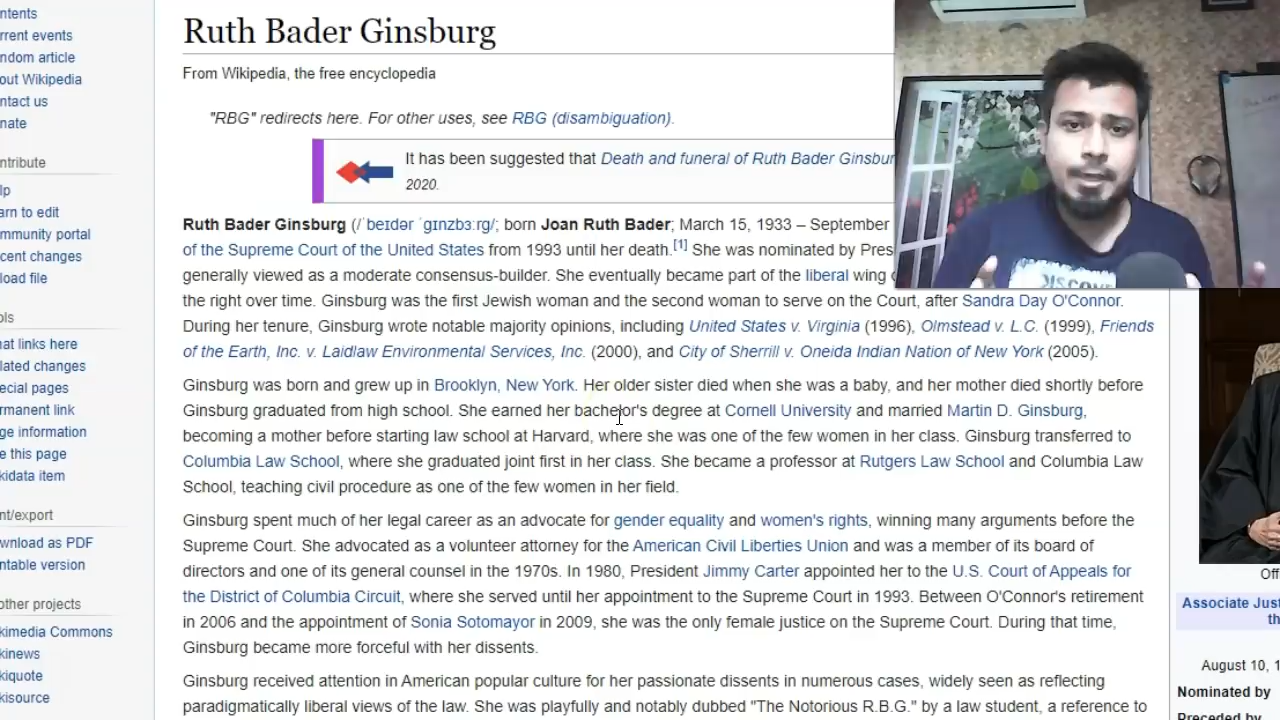 ntents
rrent events
ndom article
out Wikipedia
ntact us
nate
ntribute
lp
arn to edit
mmunity portal
cent changes
load file
ols
hat links here
lated changes
ecial pages
rmanent link
ge information
e this page
kidata item
nt/export
wnload as PDF
ntable version
other projects
kimedia Commons
kinews
kiquote
kisource
Ruth Bader Ginsburg
From Wikipedia, the free encyclopedia
"RBG" redirects here. For other uses, see RBG (disambiguation).
It has been suggested that Death and funeral of Ruth Bader Ginsbur
2020.
Ruth Bader Ginsburg (/ˈbeɪdər ˈɡɪnzbɜːrɡ/; born Joan Ruth Bader; March 15, 1933 – September
of the Supreme Court of the United States from 1993 until her death.[1] She was nominated by Pres
generally viewed as a moderate consensus-builder. She eventually became part of the liberal wing
the right over time. Ginsburg was the first Jewish woman and the second woman to serve on the Court, after Sandra Day O'Connor.
During her tenure, Ginsburg wrote notable majority opinions, including United States v. Virginia (1996), Olmstead v. L.C. (1999), Friends
of the Earth, Inc. v. Laidlaw Environmental Services, Inc. (2000), and City of Sherrill v. Oneida Indian Nation of New York (2005).
Ginsburg was born and grew up in Brooklyn, New York. Her older sister died when she was a baby, and her mother died shortly before
Ginsburg graduated from high school. She earned her bachelor's degree at Cornell University and married Martin D. Ginsburg,
becoming a mother before starting law school at Harvard, where she was one of the few women in her class. Ginsburg transferred to
Columbia Law School, where she graduated joint first in her class. She became a professor at Rutgers Law School and Columbia Law
School, teaching civil procedure as one of the few women in her field.
Ginsburg spent much of her legal career as an advocate for gender equality and women's rights, winning many arguments before the
Supreme Court. She advocated as a volunteer attorney for the American Civil Liberties Union and was a member of its board of
directors and one of its general counsel in the 1970s. In 1980, President Jimmy Carter appointed her to the U.S. Court of Appeals for
the District of Columbia Circuit, where she served until her appointment to the Supreme Court in 1993. Between O'Connor's retirement
in 2006 and the appointment of Sonia Sotomayor in 2009, she was the only female justice on the Supreme Court. During that time,
Ginsburg became more forceful with her dissents.
Ginsburg received attention in American popular culture for her passionate dissents in numerous cases, widely seen as reflecting
paradigmatically liberal views of the law. She was playfully and notably dubbed "The Notorious R.B.G." by a law student, a reference to
Off
Associate Just
th
August 10, 1
Nominated by
Preceded by